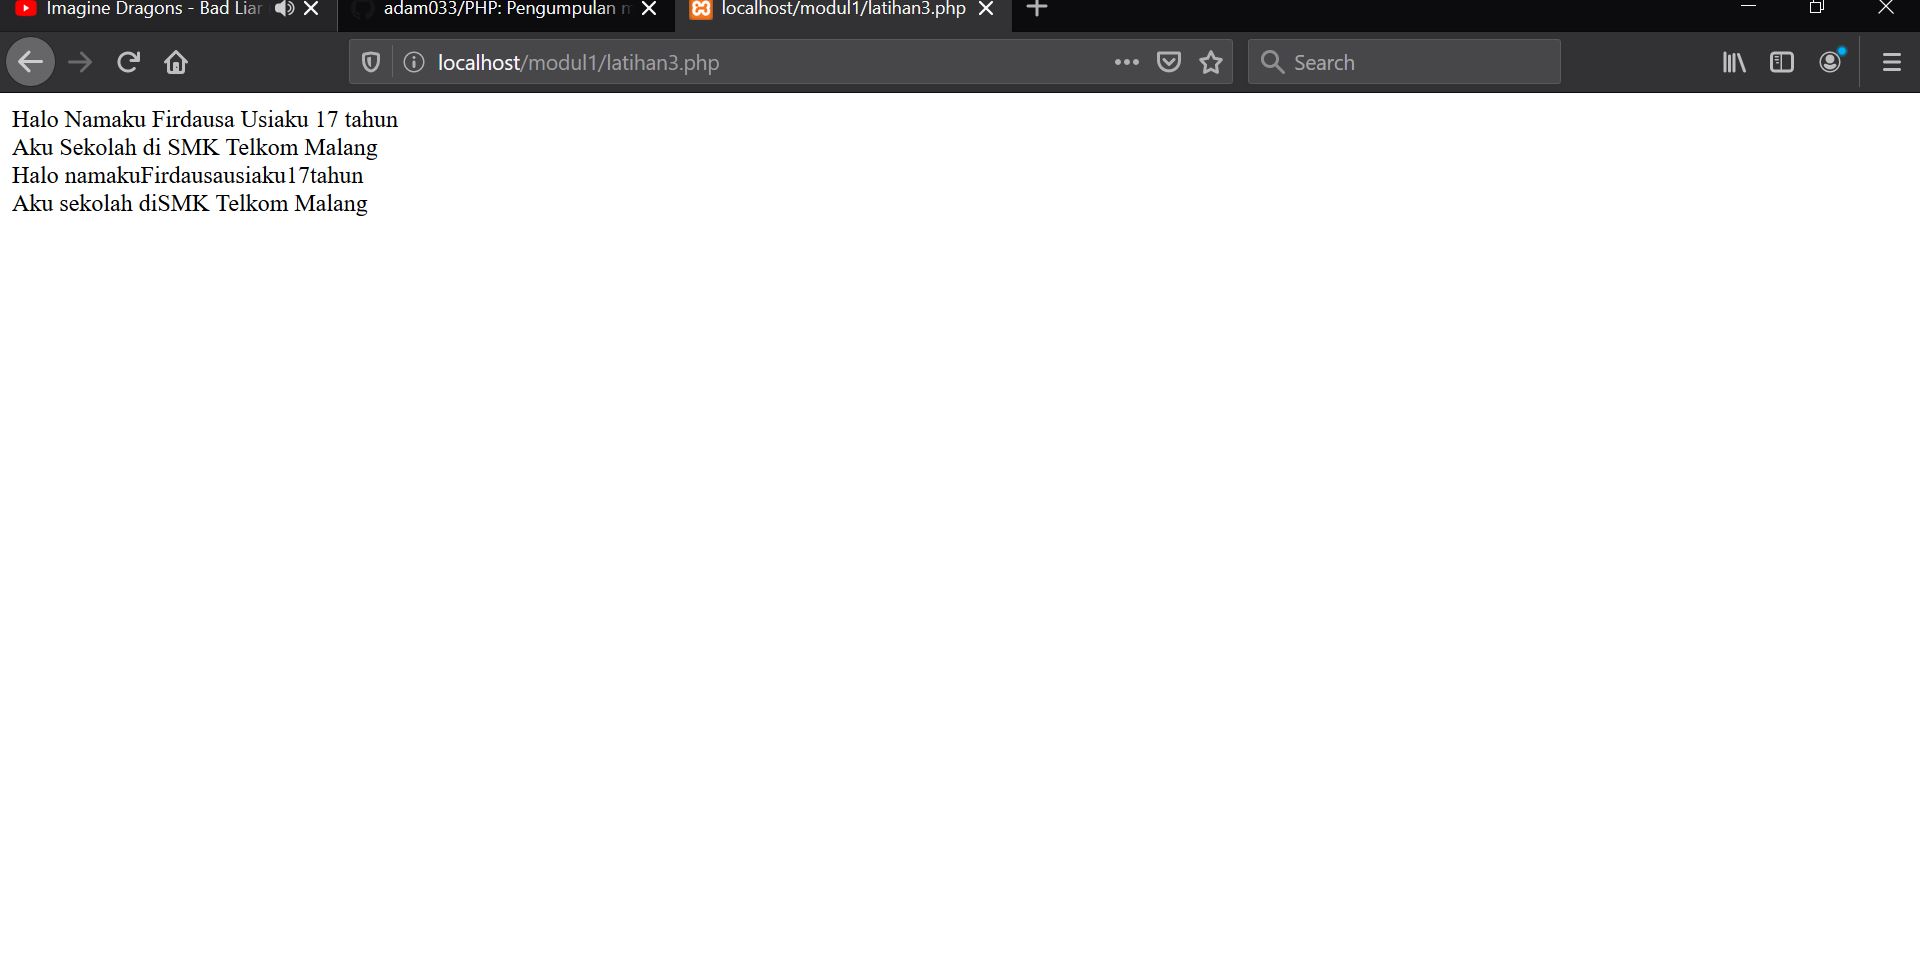 Imagine Dragons - Bad Liar
adam033/PHP: Pengumpulan
localhost/modul1/latihan3.php
localhost/modul1/latihan3.php
Search
Halo Namaku Firdausa Usiaku 17 tahun
Aku Sekolah di SMK Telkom Malang
Halo namakuFirdausausiaku17tahun
Aku sekolah diSMK Telkom Malang